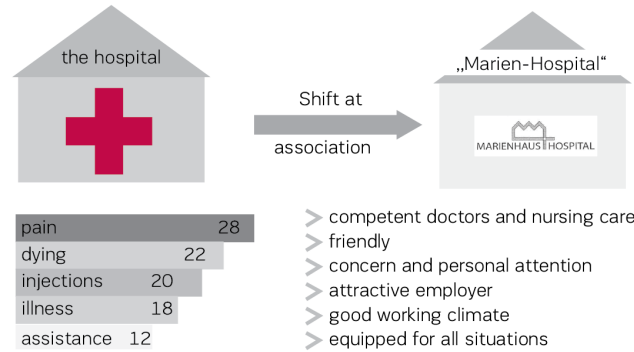 the hospital
„Marien-Hospital“
Shift at
association
MARIENHAUS HOSPITAL
pain 28
dying 22
injections 20
illness 18
assistance 12
competent doctors and nursing care
friendly
concern and personal attention
attractive employer
good working climate
equipped for all situations